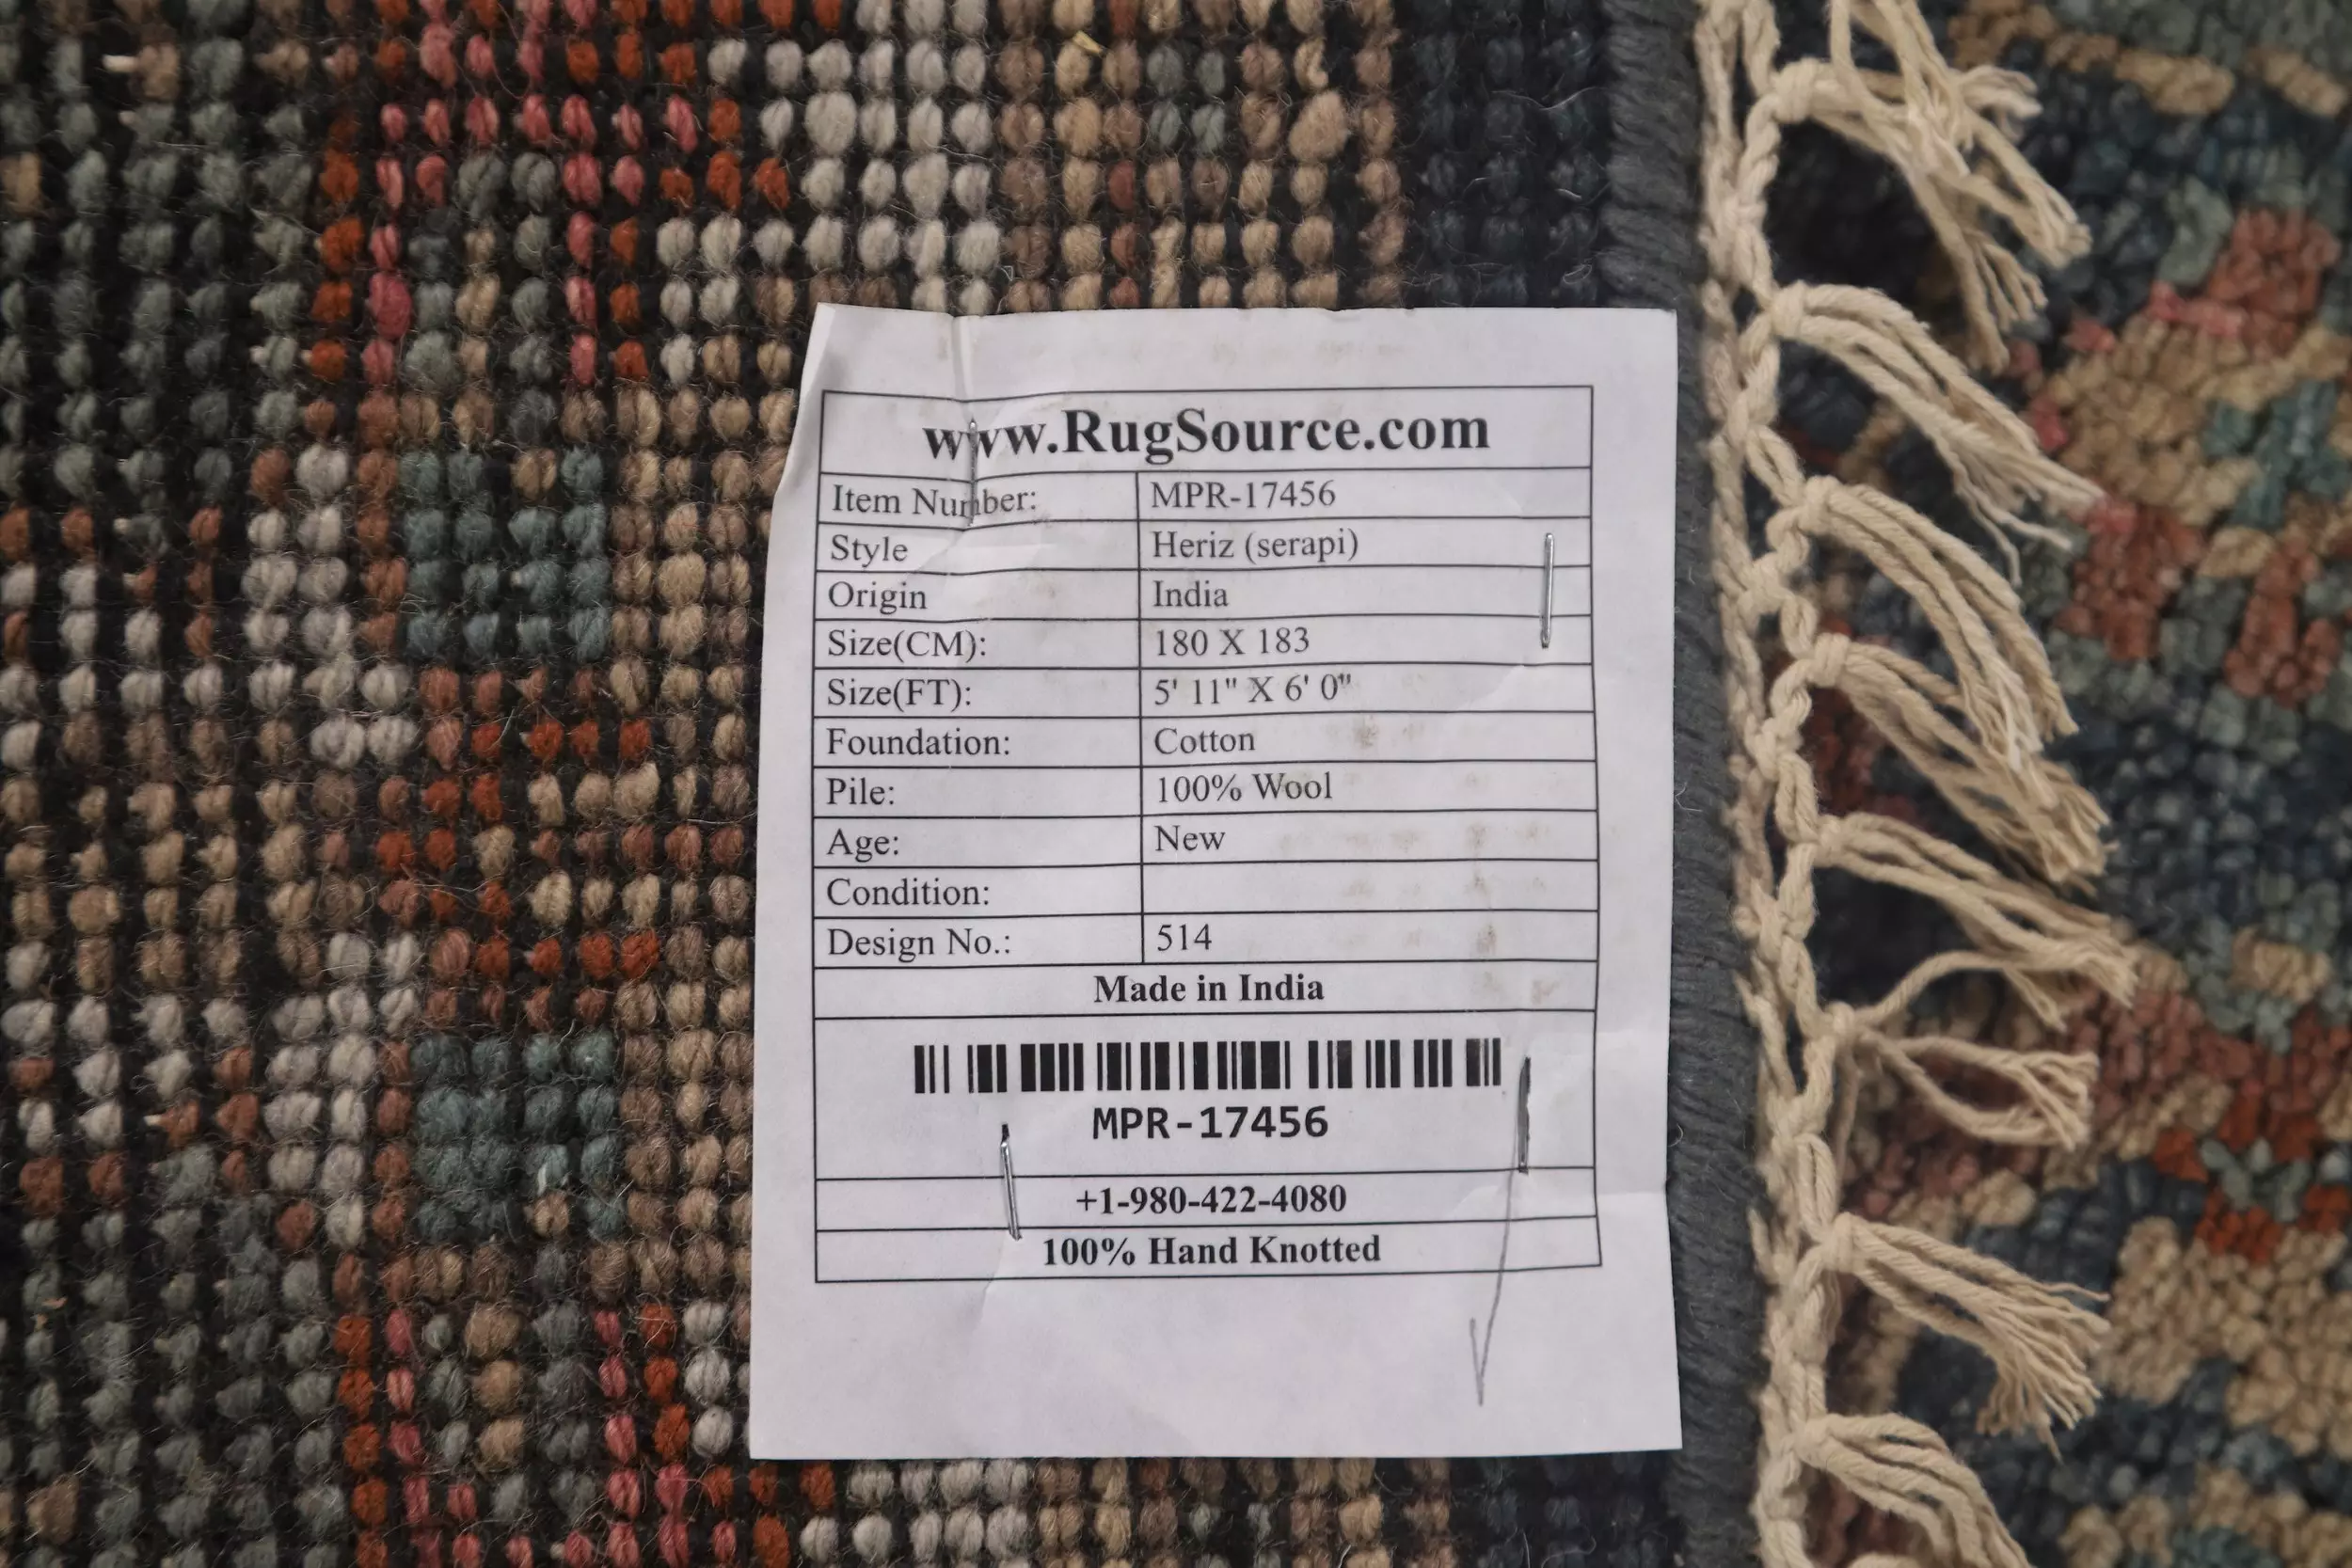 www.RugSource.com
Item Number: MPR-17456
Style Heriz (serapi)
Origin India
Size(CM): 180 X 183
Size(FT): 5' 11" X 6' 0"
Foundation: Cotton
Pile: 100% Wool
Age: New
Condition:
Design No.: 514
Made in India
MPR-17456
+1-980-422-4080
100% Hand Knotted